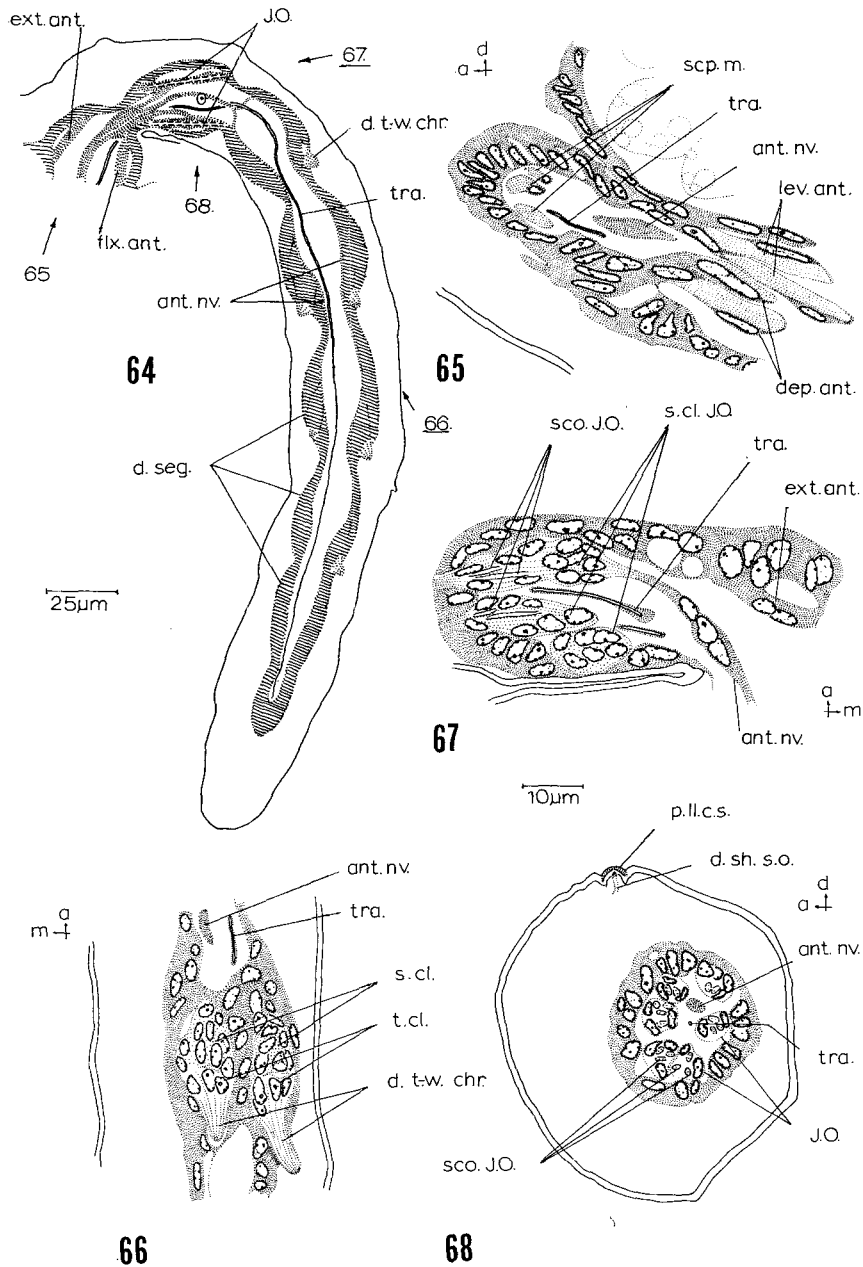 ext. ant.
J.O.
67.
d. t-w. chr.
tra.
68.
65
flx. ant.
ant. nv.
64
66.
d. seg.
25µm
d
a
scp. m.
tra.
ant. nv.
lev. ant.
65
dep. ant.
sco. J.O.
s. cl. J.O.
tra.
ext. ant.
a
m
ant. nv.
67
10µm
ant. nv.
a
m
tra.
s. cl.
t. cl.
d. t-w. chr.
66
p. ll. c. s.
d. sh. s. o.
d
a
ant. nv.
tra.
J.O.
sco. J.O.
68